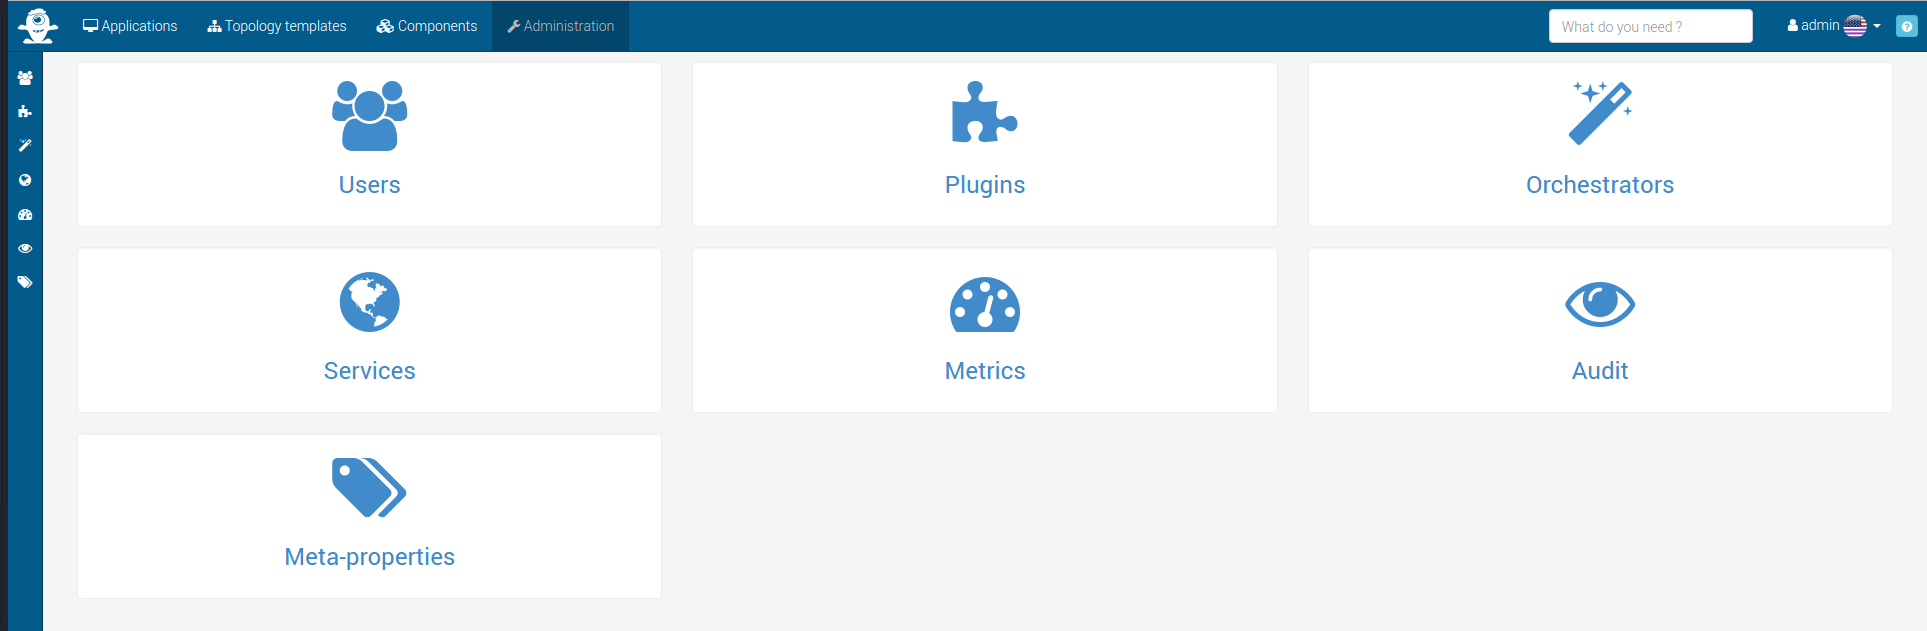 Applications Topology templates Components Administration What do you need ? admin
Users Plugins Orchestrators
Services Metrics Audit
Meta-properties